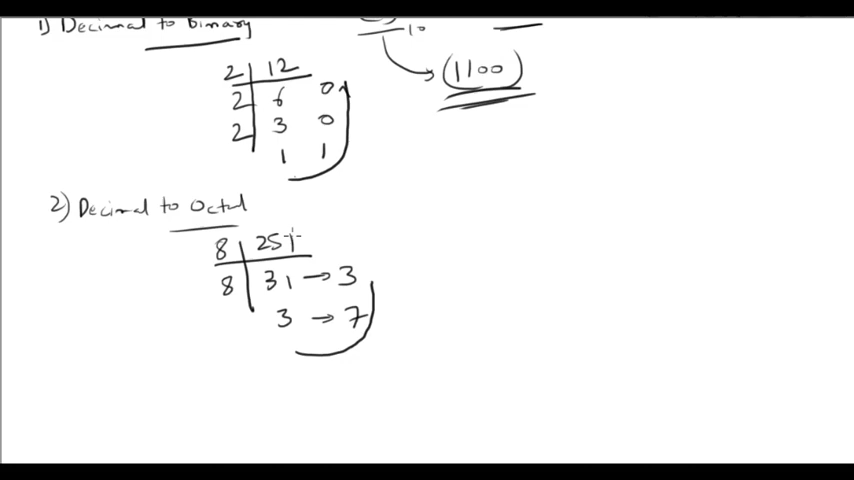 1) Decimal to Binary
10
2 12
2 6 0
2 3 0
1 1
(1100)
2) Decimal to Octal
8 251
8 31 → 3
3 → 7